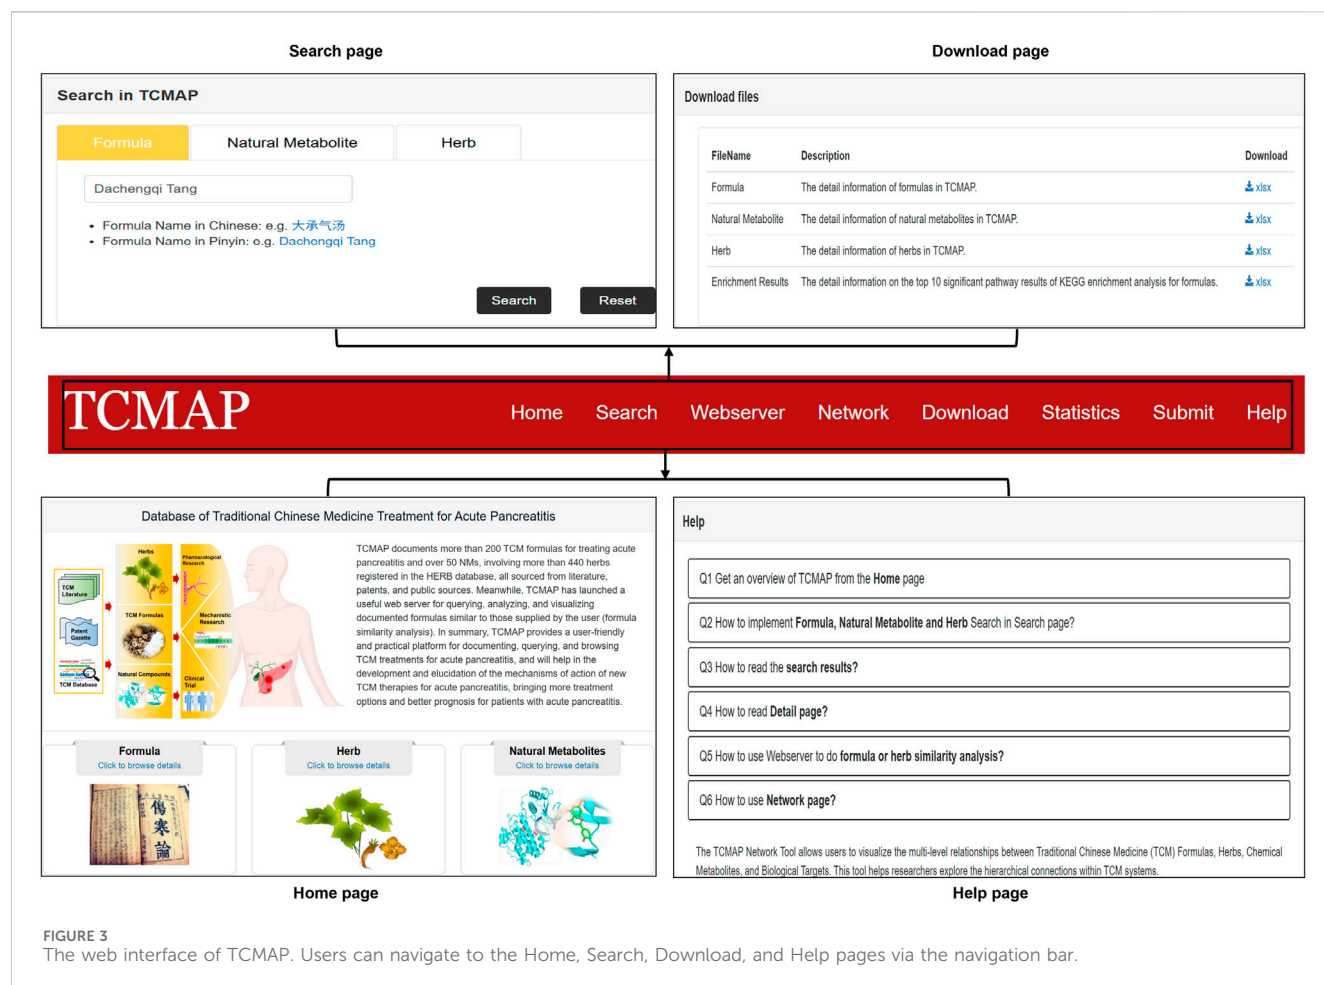 Search page
Download page
Search in TCMAP
Formula
Natural Metabolite
Herb
Dachengqi Tang
• Formula Name in Chinese: e.g. 大承气汤
• Formula Name in Pinyin: e.g. Dachengqi Tang
Search
Reset
Download files
FileName Description Download
Formula The detail information of formulas in TCMAP. xlsx
Natural Metabolite The detail information of natural metabolites in TCMAP. xlsx
Herb The detail information of herbs in TCMAP. xlsx
Enrichment Results The detail information on the top 10 significant pathway results of KEGG enrichment analysis for formulas. xlsx
TCMAP
Home Search Webserver Network Download Statistics Submit Help
Database of Traditional Chinese Medicine Treatment for Acute Pancreatitis
TCM
Literature
Patent
Gazette
TCM Database
Herbs
TCM Formulas
Natural Compounds
Pharmacological
Research
Mechanistic
Research
Clinical
Trial
TCMAP documents more than 200 TCM formulas for treating acute
pancreatitis and over 50 NMs, involving more than 440 herbs
registered in the HERB database, all sourced from literature,
patents, and public sources. Meanwhile, TCMAP has launched a
useful web server for querying, analyzing, and visualizing
documented formulas similar to those supplied by the user (formula
similarity analysis). In summary, TCMAP provides a user-friendly
and practical platform for documenting, querying, and browsing
TCM treatments for acute pancreatitis, and will help in the
development and elucidation of the mechanisms of action of new
TCM therapies for acute pancreatitis, bringing more treatment
options and better prognosis for patients with acute pancreatitis.
Formula
Click to browse details
傷寒論
Herb
Click to browse details
Natural Metabolites
Click to browse details
Help
Q1 Get an overview of TCMAP from the Home page
Q2 How to implement Formula, Natural Metabolite and Herb Search in Search page?
Q3 How to read the search results?
Q4 How to read Detail page?
Q5 How to use Webserver to do formula or herb similarity analysis?
Q6 How to use Network page?
The TCMAP Network Tool allows users to visualize the multi-level relationships between Traditional Chinese Medicine (TCM) Formulas, Herbs, Chemical
Metabolites, and Biological Targets. This tool helps researchers explore the hierarchical connections within TCM systems.
Home page
Help page
FIGURE 3
The web interface of TCMAP. Users can navigate to the Home, Search, Download, and Help pages via the navigation bar.